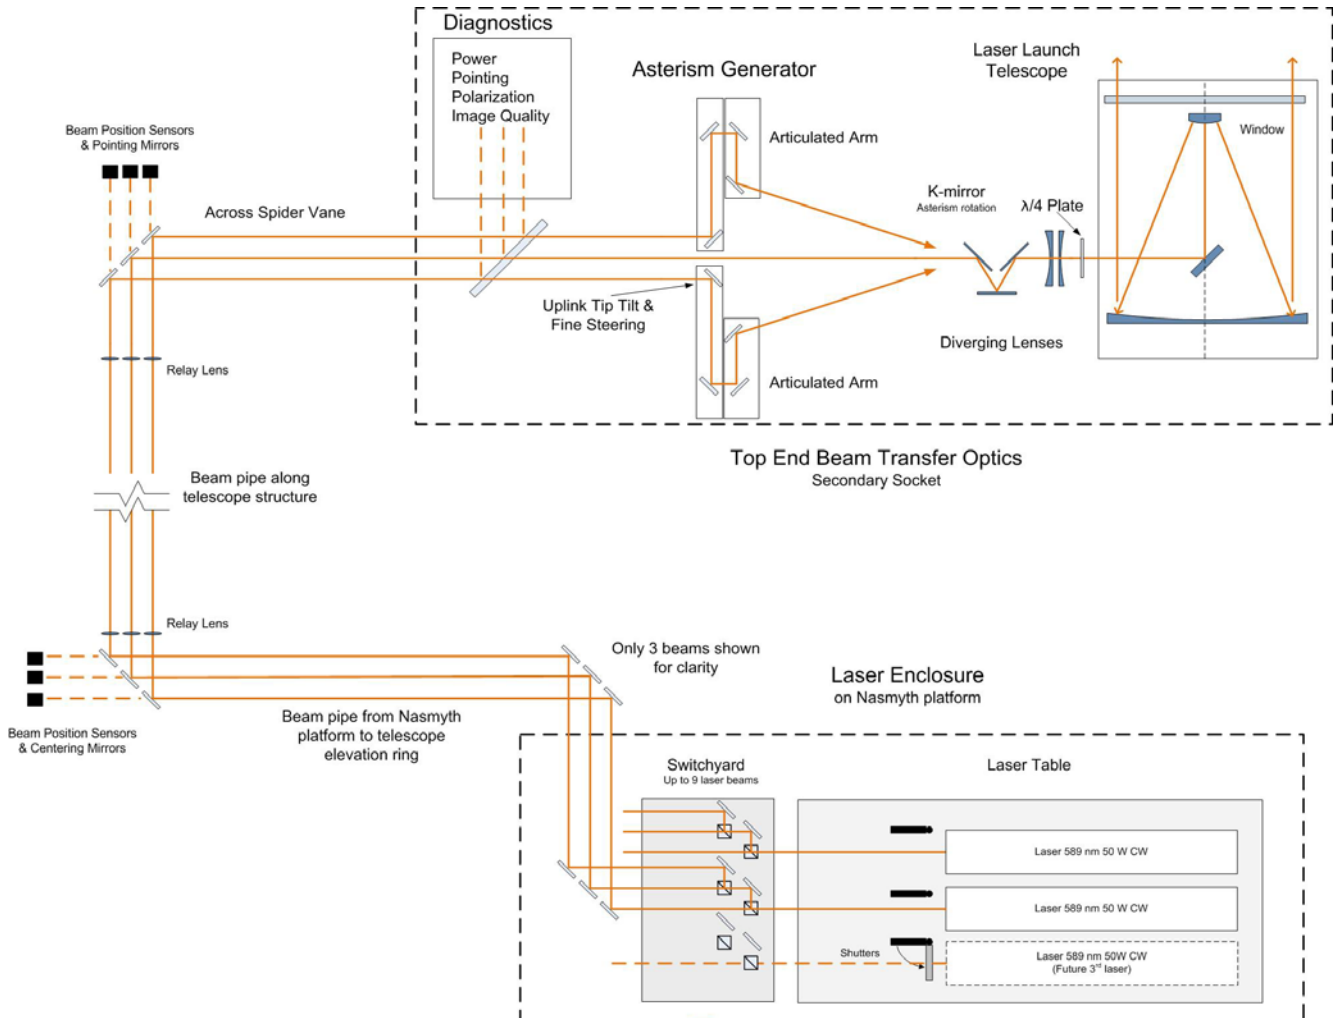 Diagnostics
Power
Pointing
Polarization
Image Quality
Asterism Generator
Laser Launch
Telescope
Beam Position Sensors
& Pointing Mirrors
Articulated Arm
Window
K-mirror
Asterism rotation
λ/4 Plate
Across Spider Vane
Uplink Tip Tilt &
Fine Steering
Diverging Lenses
Relay Lens
Articulated Arm
Top End Beam Transfer Optics
Secondary Socket
Beam pipe along
telescope structure
Relay Lens
Only 3 beams shown
for clarity
Laser Enclosure
on Nasmyth platform
Beam Position Sensors
& Centering Mirrors
Beam pipe from Nasmyth
platform to telescope
elevation ring
Switchyard
Up to 9 laser beams
Laser Table
Laser 589 nm 50 W CW
Laser 589 nm 50 W CW
Shutters
Laser 589 nm 50W CW
(Future 3rd laser)